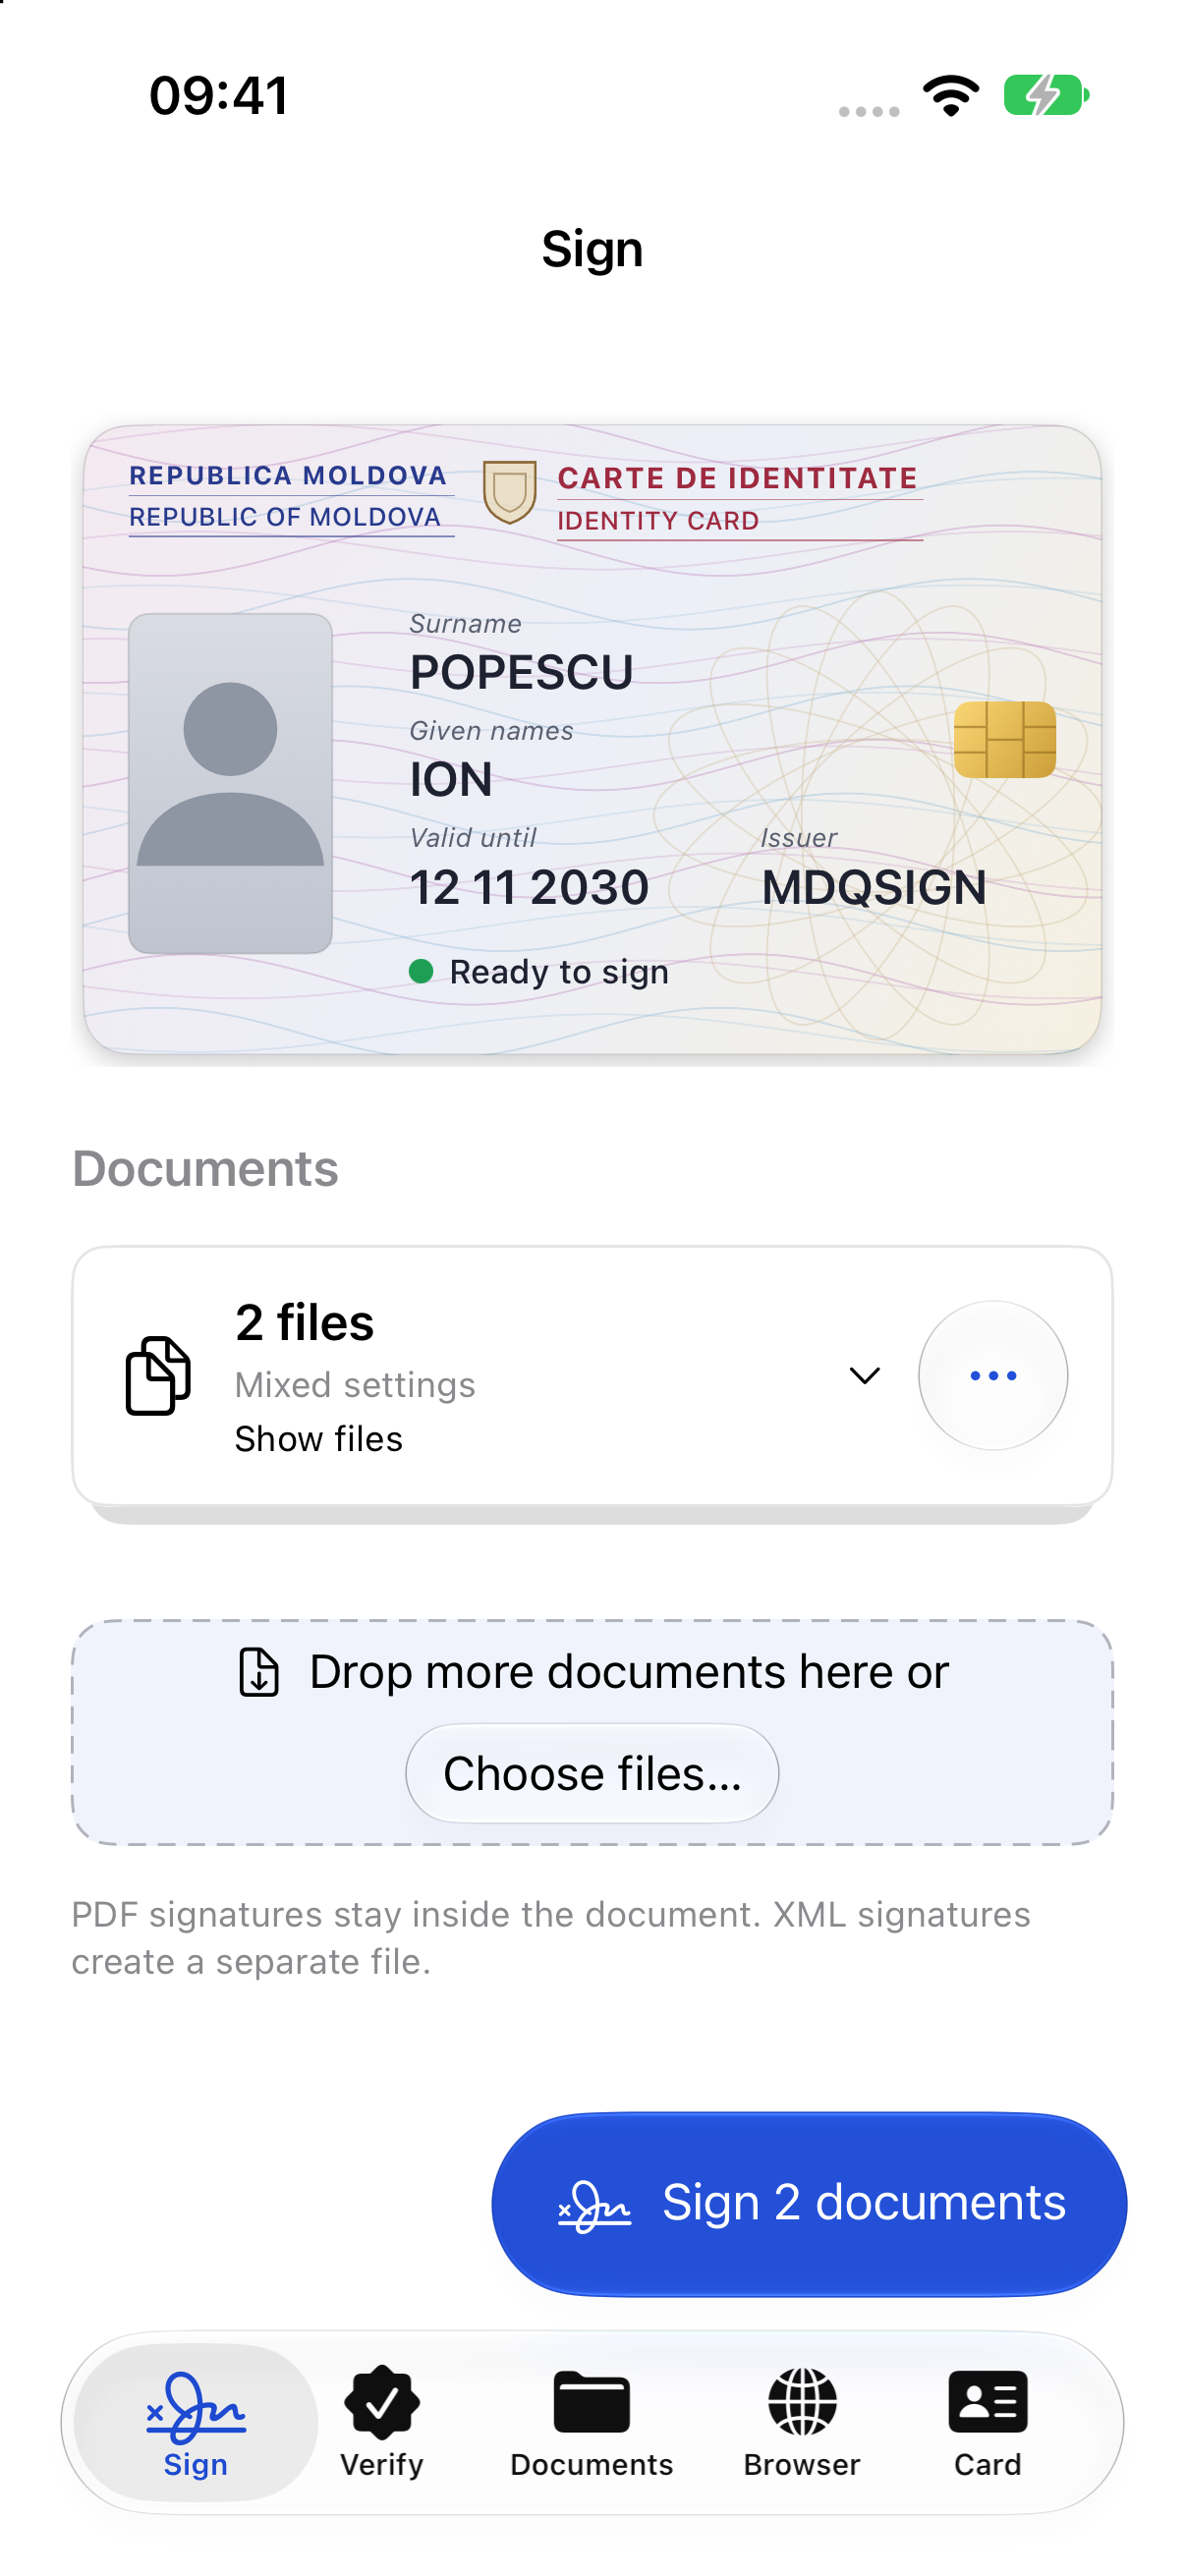 09:41
Sign
REPUBLICA MOLDOVA
REPUBLIC OF MOLDOVA
CARTE DE IDENTITATE
IDENTITY CARD
Surname
POPESCU
Given names
ION
Valid until
12 11 2030
Issuer
MDQSIGN
Ready to sign
Documents
2 files
Mixed settings
Show files
Drop more documents here or
Choose files...
PDF signatures stay inside the document. XML signatures
create a separate file.
Sign 2 documents
Sign
Verify
Documents
Browser
Card